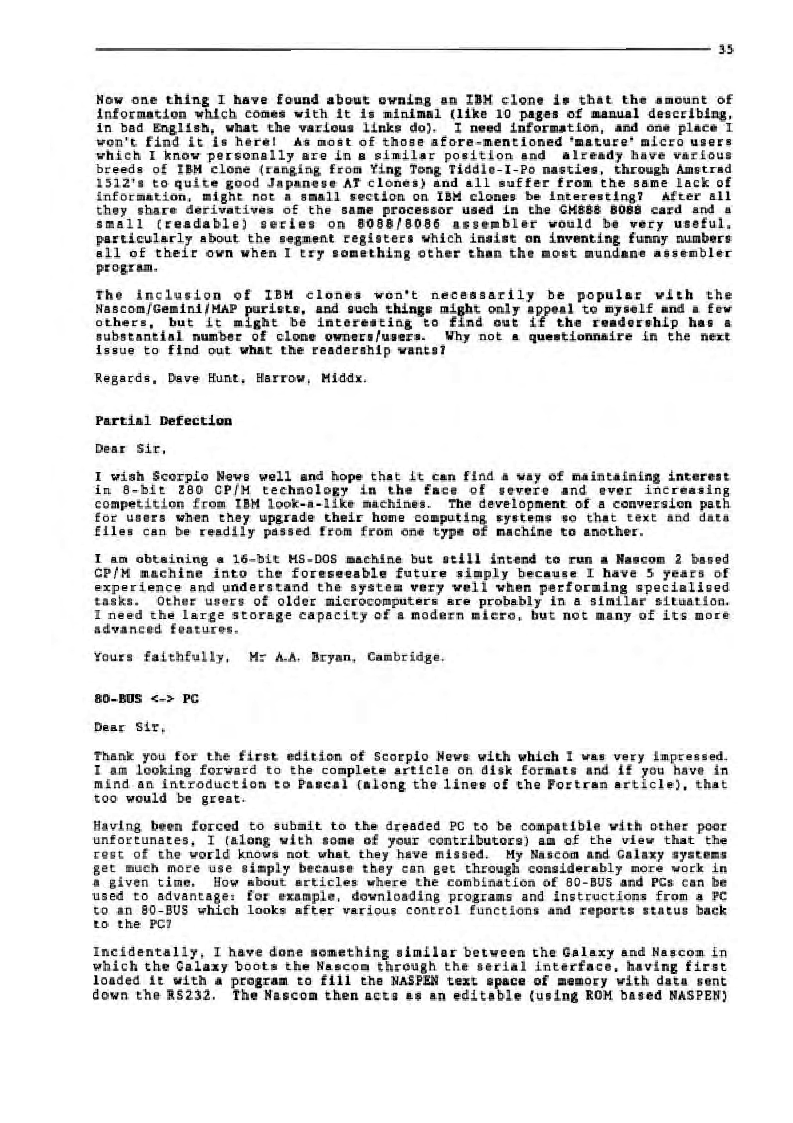 35
Now one thing I have found about owning an IBM clone is that the amount of
information which comes with it is minimal (like 10 pages of manual describing,
in bad English, what the various links do). I need information, and one place I
won't find it is here! As most of those afore-mentioned 'mature' micro users
which I know personally are in a similar position and already have various
breeds of IBM clone (ranging from Ying Tong Tiddle-I-Po nasties, through Amstrad
1512's to quite good Japanese AT clones) and all suffer from the same lack of
information, might not a small section on IBM clones be interesting? After all
they share derivatives of the same processor used in the GM888 8088 card and a
small (readable) series on 8088/8086 assembler would be very useful,
particularly about the segment registers which insist on inventing funny numbers
all of their own when I try something other than the most mundane assembler
program.
The inclusion of IBM clones won't necessarily be popular with the
Nascom/Gemini/MAP purists, and such things might only appeal to myself and a few
others, but it might be interesting to find out if the readership has a
substantial number of clone owners/users. Why not a questionnaire in the next
issue to find out what the readership wants?
Regards, Dave Hunt, Harrow, Middx.
Partial Defection
Dear Sir,
I wish Scorpio News well and hope that it can find a way of maintaining interest
in 8-bit Z80 CP/M technology in the face of severe and ever increasing
competition from IBM look-a-like machines. The development of a conversion path
for users when they upgrade their home computing systems so that text and data
files can be readily passed from from one type of machine to another.
I am obtaining a 16-bit MS-DOS machine but still intend to run a Nascom 2 based
CP/M machine into the foreseeable future simply because I have 5 years of
experience and understand the system very well when performing specialised
tasks. Other users of older microcomputers are probably in a similar situation.
I need the large storage capacity of a modern micro, but not many of its more
advanced features.
Yours faithfully, Mr A.A. Bryan, Cambridge.
80-BUS <-> PC
Dear Sir,
Thank you for the first edition of Scorpio News with which I was very impressed.
I am looking forward to the complete article on disk formats and if you have in
mind an introduction to Pascal (along the lines of the Fortran article), that
too would be great.
Having been forced to submit to the dreaded PC to be compatible with other poor
unfortunates, I (along with some of your contributors) am of the view that the
rest of the world knows not what they have missed. My Nascom and Galaxy systems
get much more use simply because they can get through considerably more work in
a given time. How about articles where the combination of 80-BUS and PCs can be
used to advantage: for example, downloading programs and instructions from a PC
to an 80-BUS which looks after various control functions and reports status back
to the PC?
Incidentally, I have done something similar between the Galaxy and Nascom in
which the Galaxy boots the Nascom through the serial interface, having first
loaded it with a program to fill the NASPEN text space of memory with data sent
down the RS232. The Nascom then acts as an editable (using ROM based NASPEN)